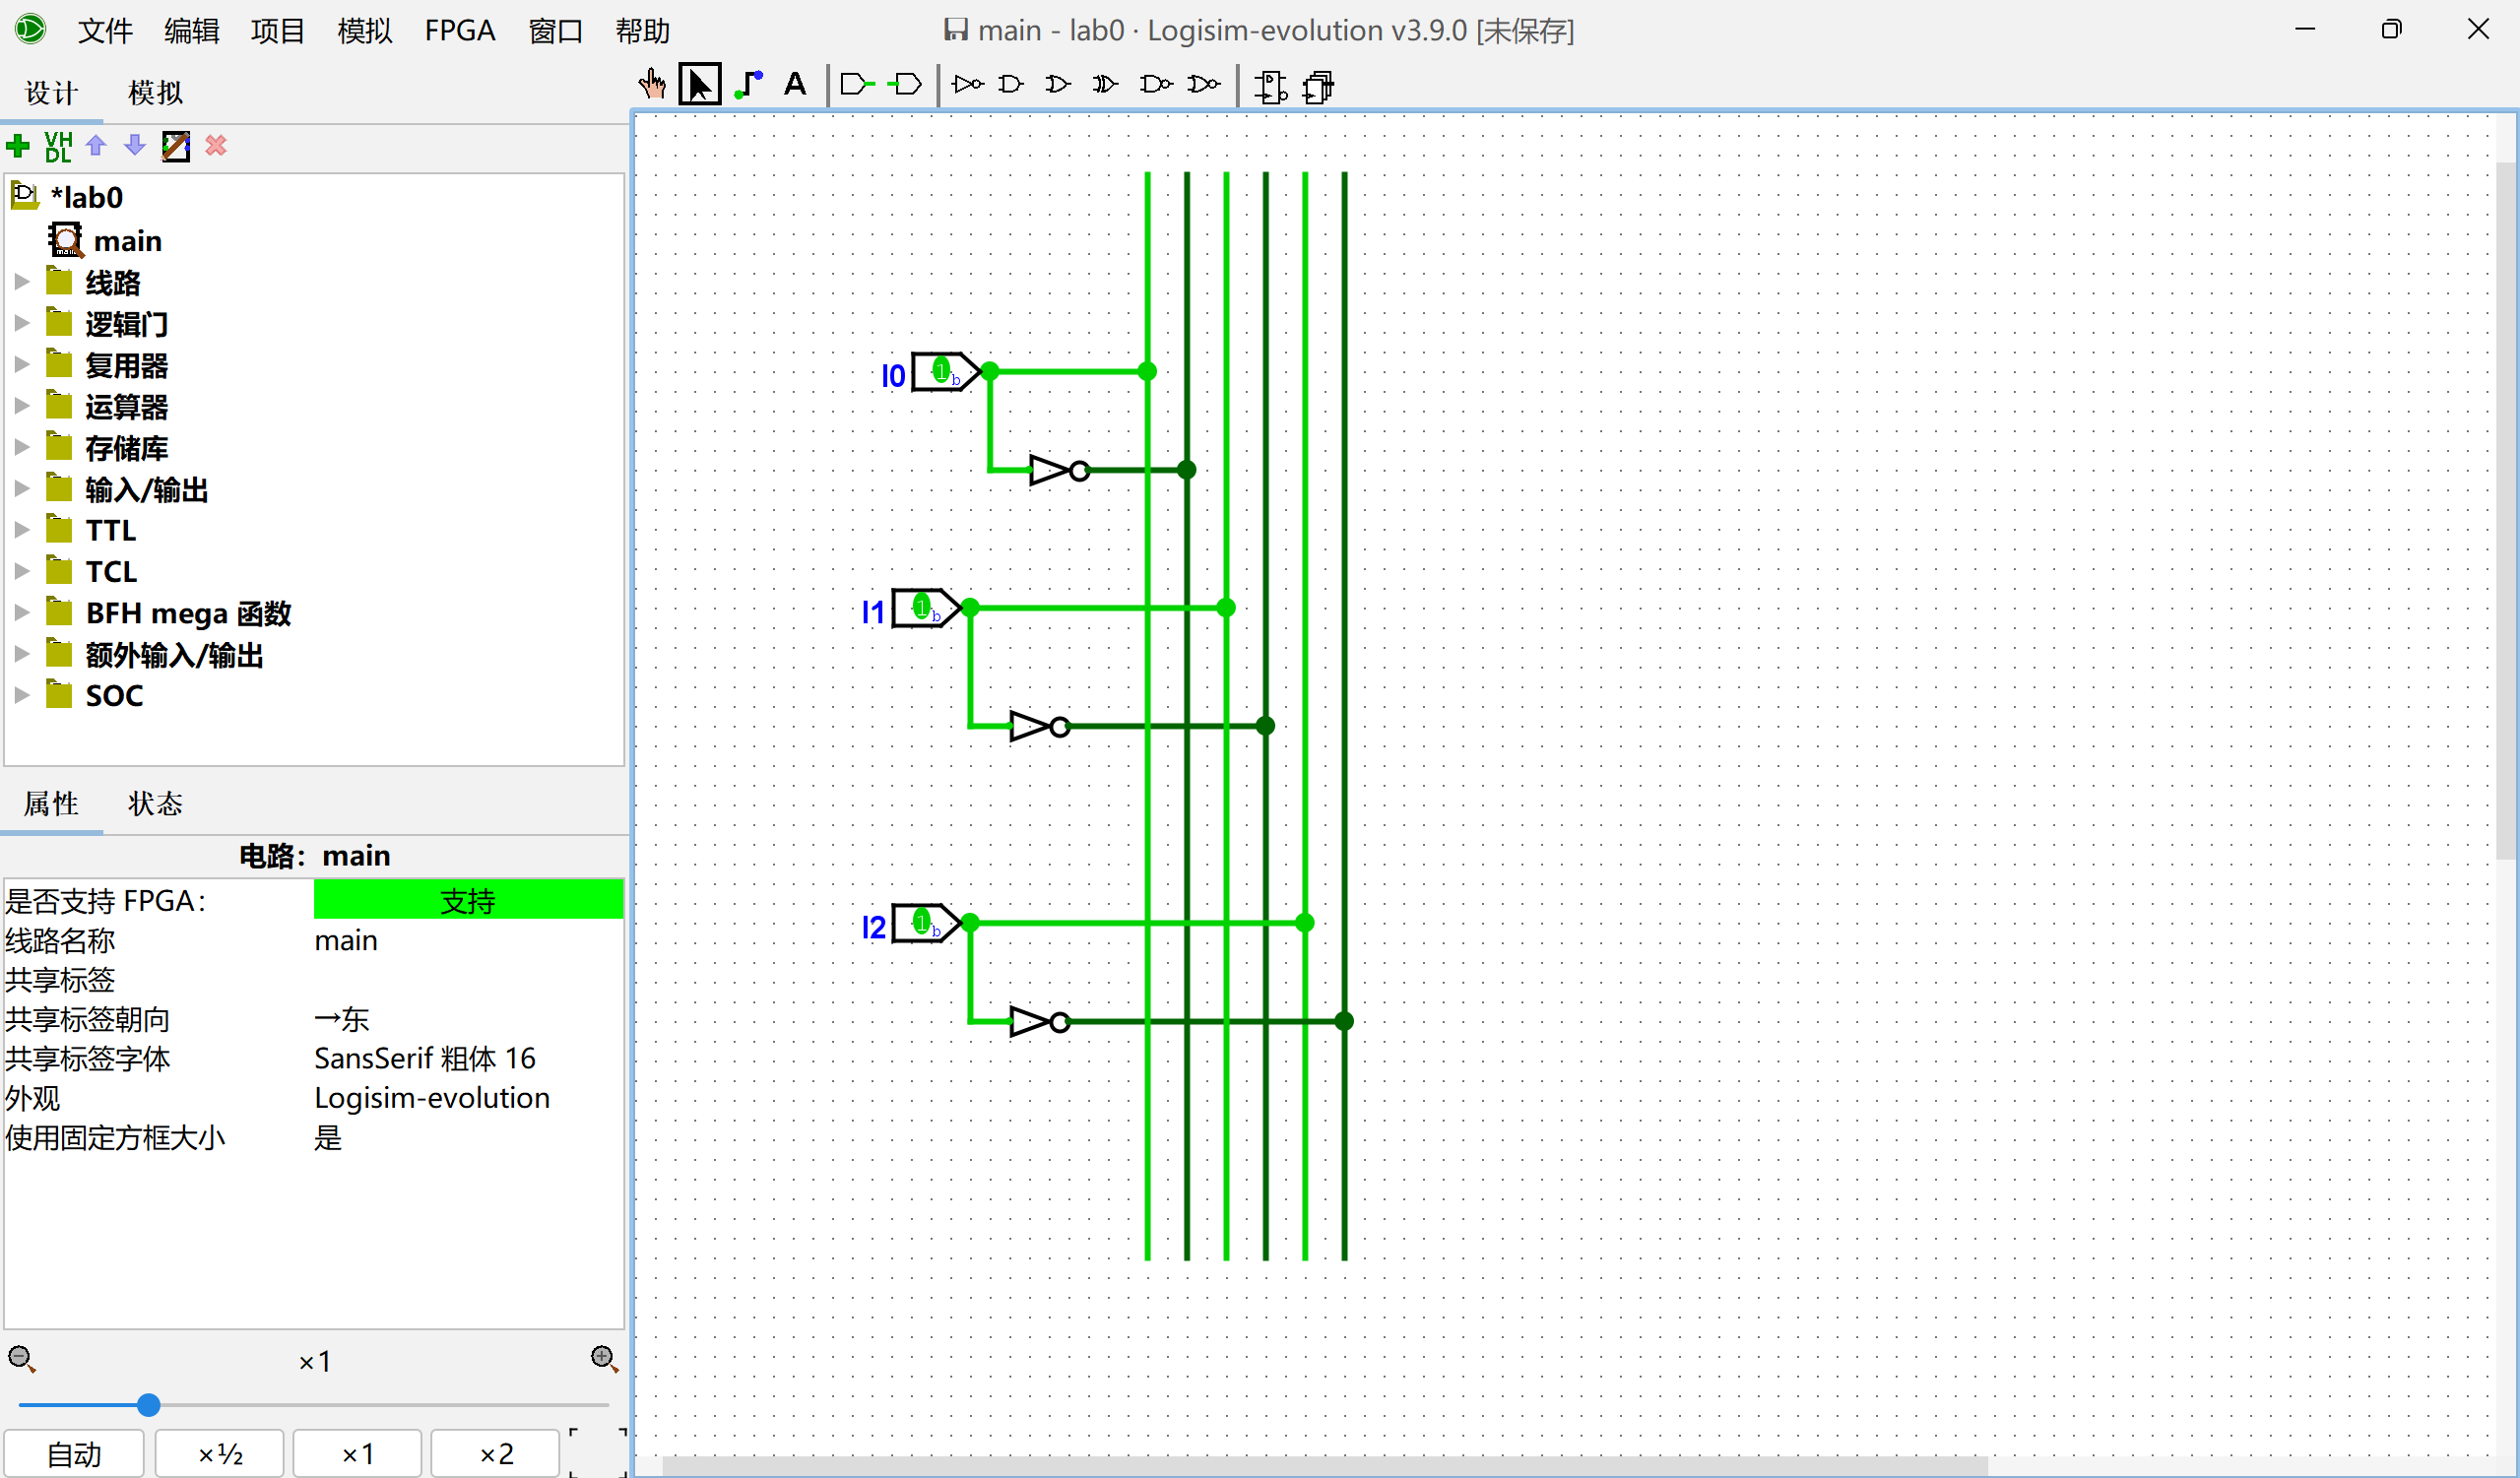 文件 编辑 项目 模拟 FPGA 窗口 帮助
main - lab0 · Logisim-evolution v3.9.0 [未保存]
设计 模拟
A
VHDL
*lab0
main
线路
逻辑门
复用器
运算器
存储库
输入/输出
TTL
TCL
BFH mega 函数
额外输入/输出
SOC
属性 状态
电路：main
是否支持 FPGA： 支持
线路名称 main
共享标签
共享标签朝向 →东
共享标签字体 SansSerif 粗体 16
外观 Logisim-evolution
使用固定方框大小 是
×1
自动 ×½ ×1 ×2
I0 1 b
I1 1 b
I2 1 b